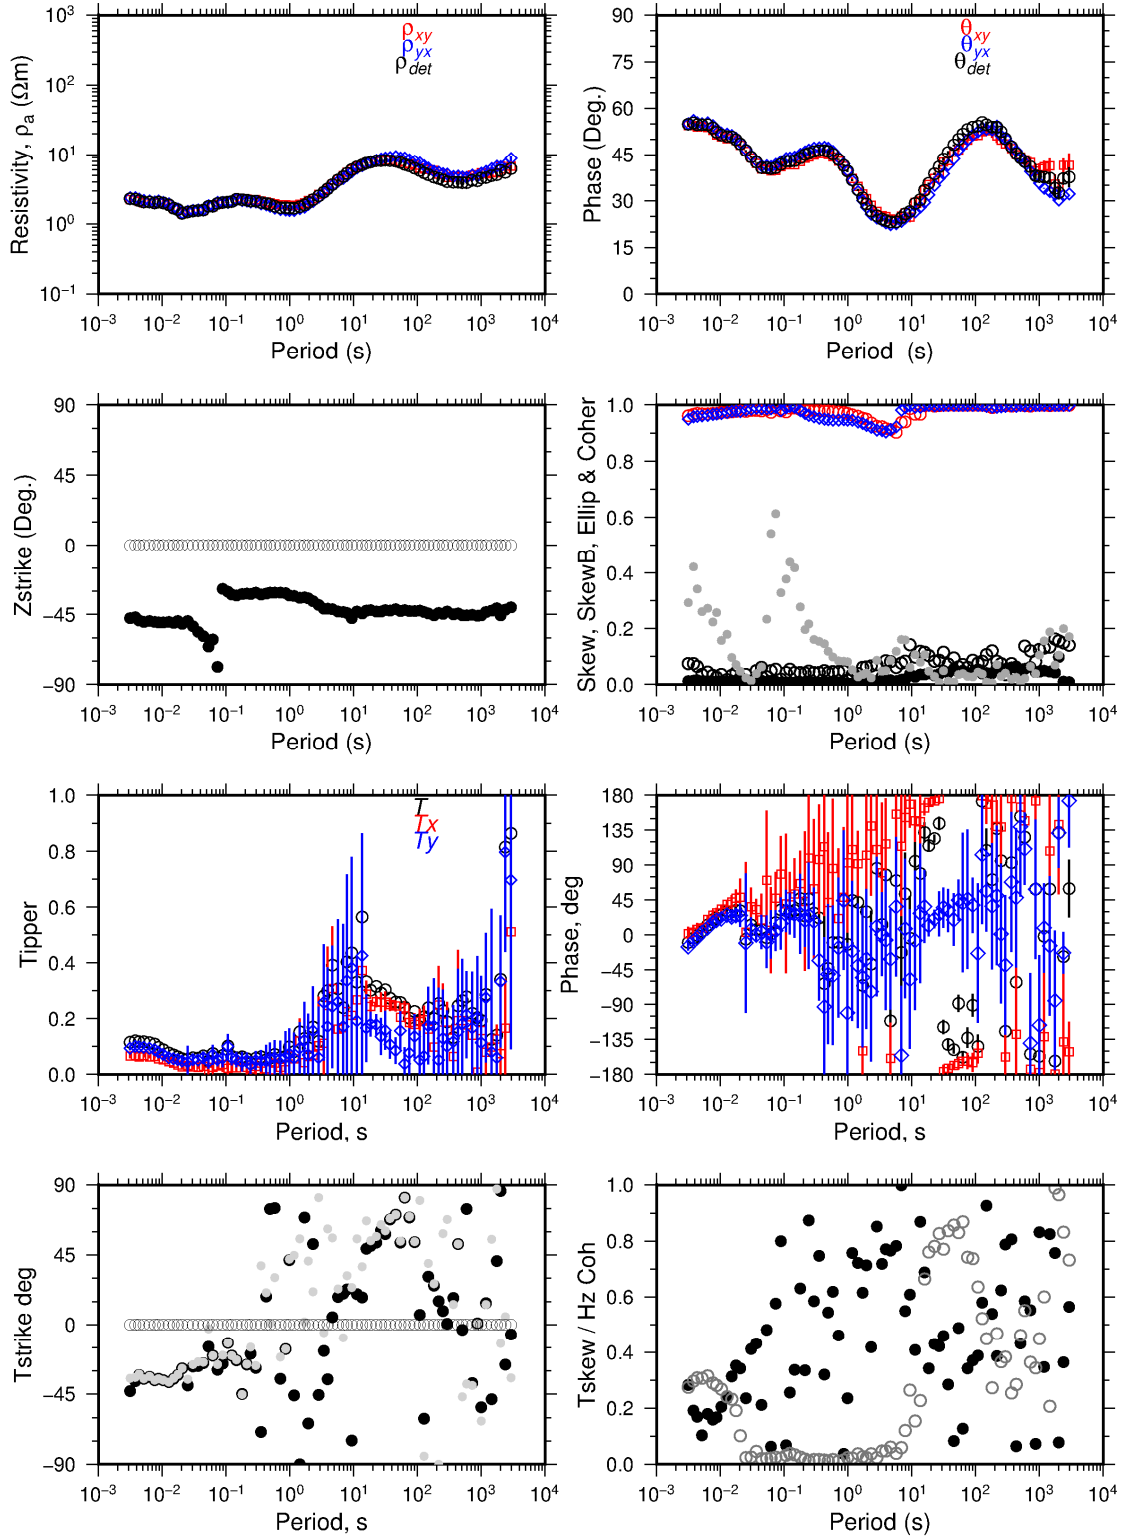 10³ 10² 10¹ 10⁰ 10⁻¹
Resistivity, ρa (Ωm)
ρxy
ρyx
ρdet
10⁻³ 10⁻² 10⁻¹ 10⁰ 10¹ 10² 10³ 10⁴
Period (s)
90 75 60 45 30 15 0
Phase (Deg.)
θxy
θyx
θdet
10⁻³ 10⁻² 10⁻¹ 10⁰ 10¹ 10² 10³ 10⁴
Period (s)
90 45 0 −45 −90
Zstrike (Deg.)
10⁻³ 10⁻² 10⁻¹ 10⁰ 10¹ 10² 10³ 10⁴
Period (s)
1.0 0.8 0.6 0.4 0.2 0.0
Skew, SkewB, Ellip & Coher
10⁻³ 10⁻² 10⁻¹ 10⁰ 10¹ 10² 10³ 10⁴
Period (s)
1.0 0.8 0.6 0.4 0.2 0.0
Tipper
T
Tx
Ty
10⁻³ 10⁻² 10⁻¹ 10⁰ 10¹ 10² 10³ 10⁴
Period, s
180 135 90 45 0 −45 −90 −135 −180
Phase, deg
10⁻³ 10⁻² 10⁻¹ 10⁰ 10¹ 10² 10³ 10⁴
Period, s
90 45 0 −45 −90
Tstrike deg
10⁻³ 10⁻² 10⁻¹ 10⁰ 10¹ 10² 10³ 10⁴
Period, s
1.0 0.8 0.6 0.4 0.2 0.0
Tskew / Hz Coh
10⁻³ 10⁻² 10⁻¹ 10⁰ 10¹ 10² 10³ 10⁴
Period (s)